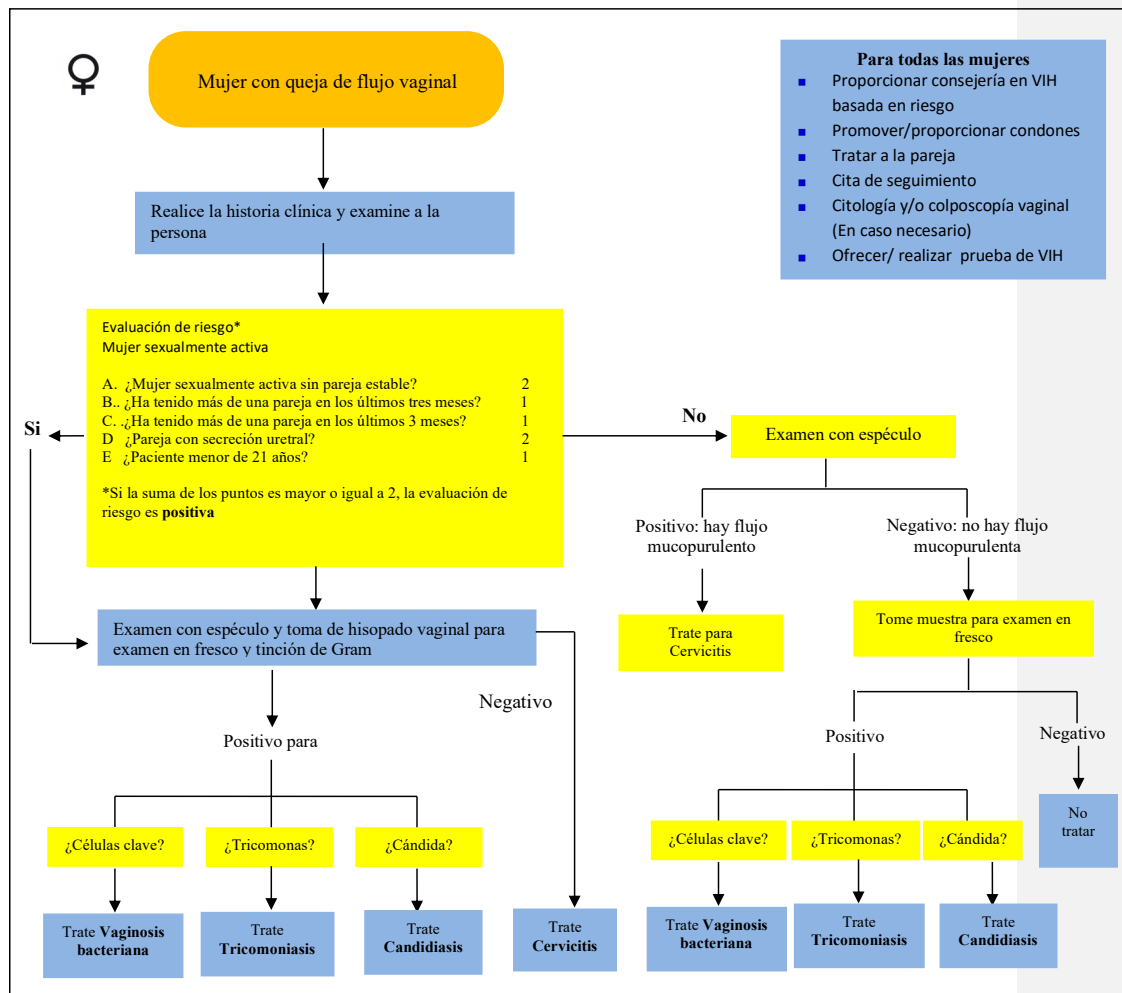 Mujer con queja de flujo vaginal
Para todas las mujeres
Proporcionar consejería en VIH
basada en riesgo
Promover/proporcionar condones
Tratar a la pareja
Cita de seguimiento
Citología y/o colposcopía vaginal
(En caso necesario)
Ofrecer/ realizar prueba de VIH
Realice la historia clínica y examine a la
persona
Evaluación de riesgo*
Mujer sexualmente activa
A. ¿Mujer sexualmente activa sin pareja estable? 2
B.. ¿Ha tenido más de una pareja en los últimos tres meses? 1
C. .¿Ha tenido más de una pareja en los últimos 3 meses? 1
D ¿Pareja con secreción uretral? 2
E ¿Paciente menor de 21 años? 1
*Si la suma de los puntos es mayor o igual a 2, la evaluación de
riesgo es positiva
Si
No
Examen con espéculo
Positivo: hay flujo
mucopurulento
Negativo: no hay flujo
mucopurulenta
Trate para
Cervicitis
Tome muestra para examen en
fresco
Examen con espéculo y toma de hisopado vaginal para
examen en fresco y tinción de Gram
Negativo
Positivo para
Positivo
Negativo
¿Células clave?
¿Tricomonas?
¿Cándida?
¿Células clave?
¿Tricomonas?
¿Cándida?
No
tratar
Trate Vaginosis
bacteriana
Trate
Tricomoniasis
Trate
Candidiasis
Trate
Cervicitis
Trate Vaginosis
bacteriana
Trate
Tricomoniasis
Trate
Candidiasis